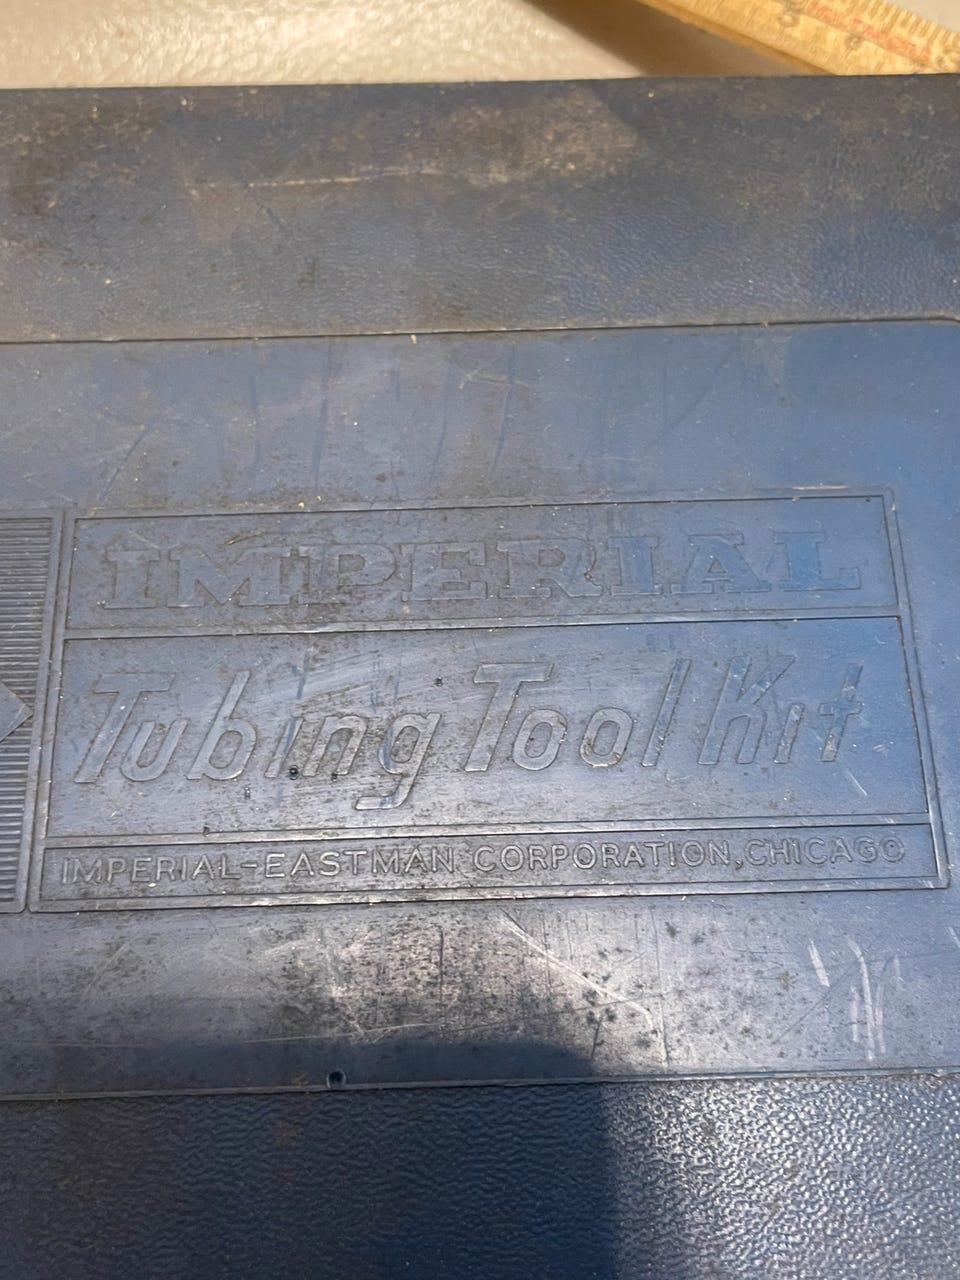 IMPERIAL
Tubing Tool Kit
IMPERIAL-EASTMAN CORPORATION, CHICAGO